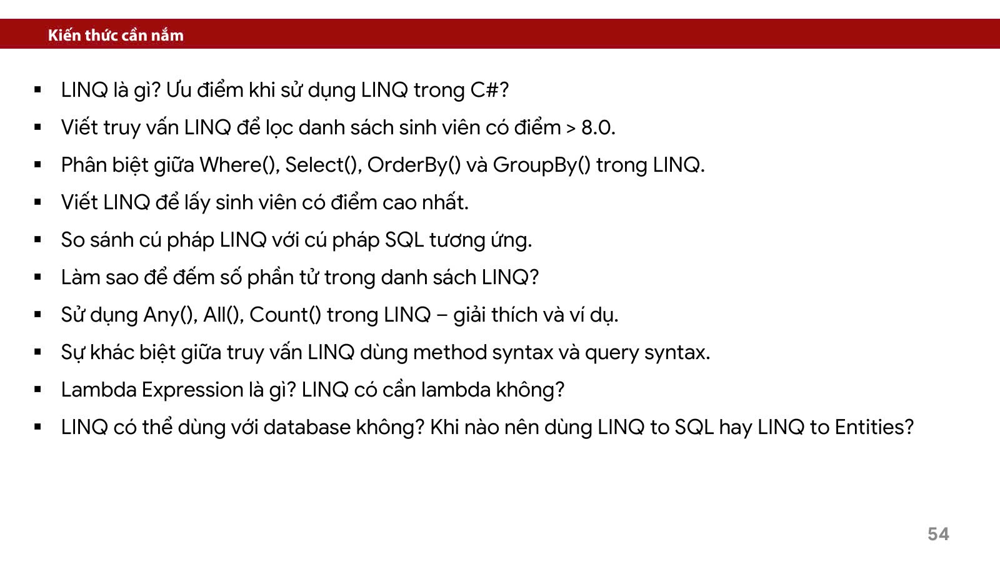 Kiến thức cần nắm
▪ LINQ là gì? Ưu điểm khi sử dụng LINQ trong C#?
▪ Viết truy vấn LINQ để lọc danh sách sinh viên có điểm > 8.0.
▪ Phân biệt giữa Where(), Select(), OrderBy() và GroupBy() trong LINQ.
▪ Viết LINQ để lấy sinh viên có điểm cao nhất.
▪ So sánh cú pháp LINQ với cú pháp SQL tương ứng.
▪ Làm sao để đếm số phần tử trong danh sách LINQ?
▪ Sử dụng Any(), All(), Count() trong LINQ – giải thích và ví dụ.
▪ Sự khác biệt giữa truy vấn LINQ dùng method syntax và query syntax.
▪ Lambda Expression là gì? LINQ có cần lambda không?
▪ LINQ có thể dùng với database không? Khi nào nên dùng LINQ to SQL hay LINQ to Entities?
54